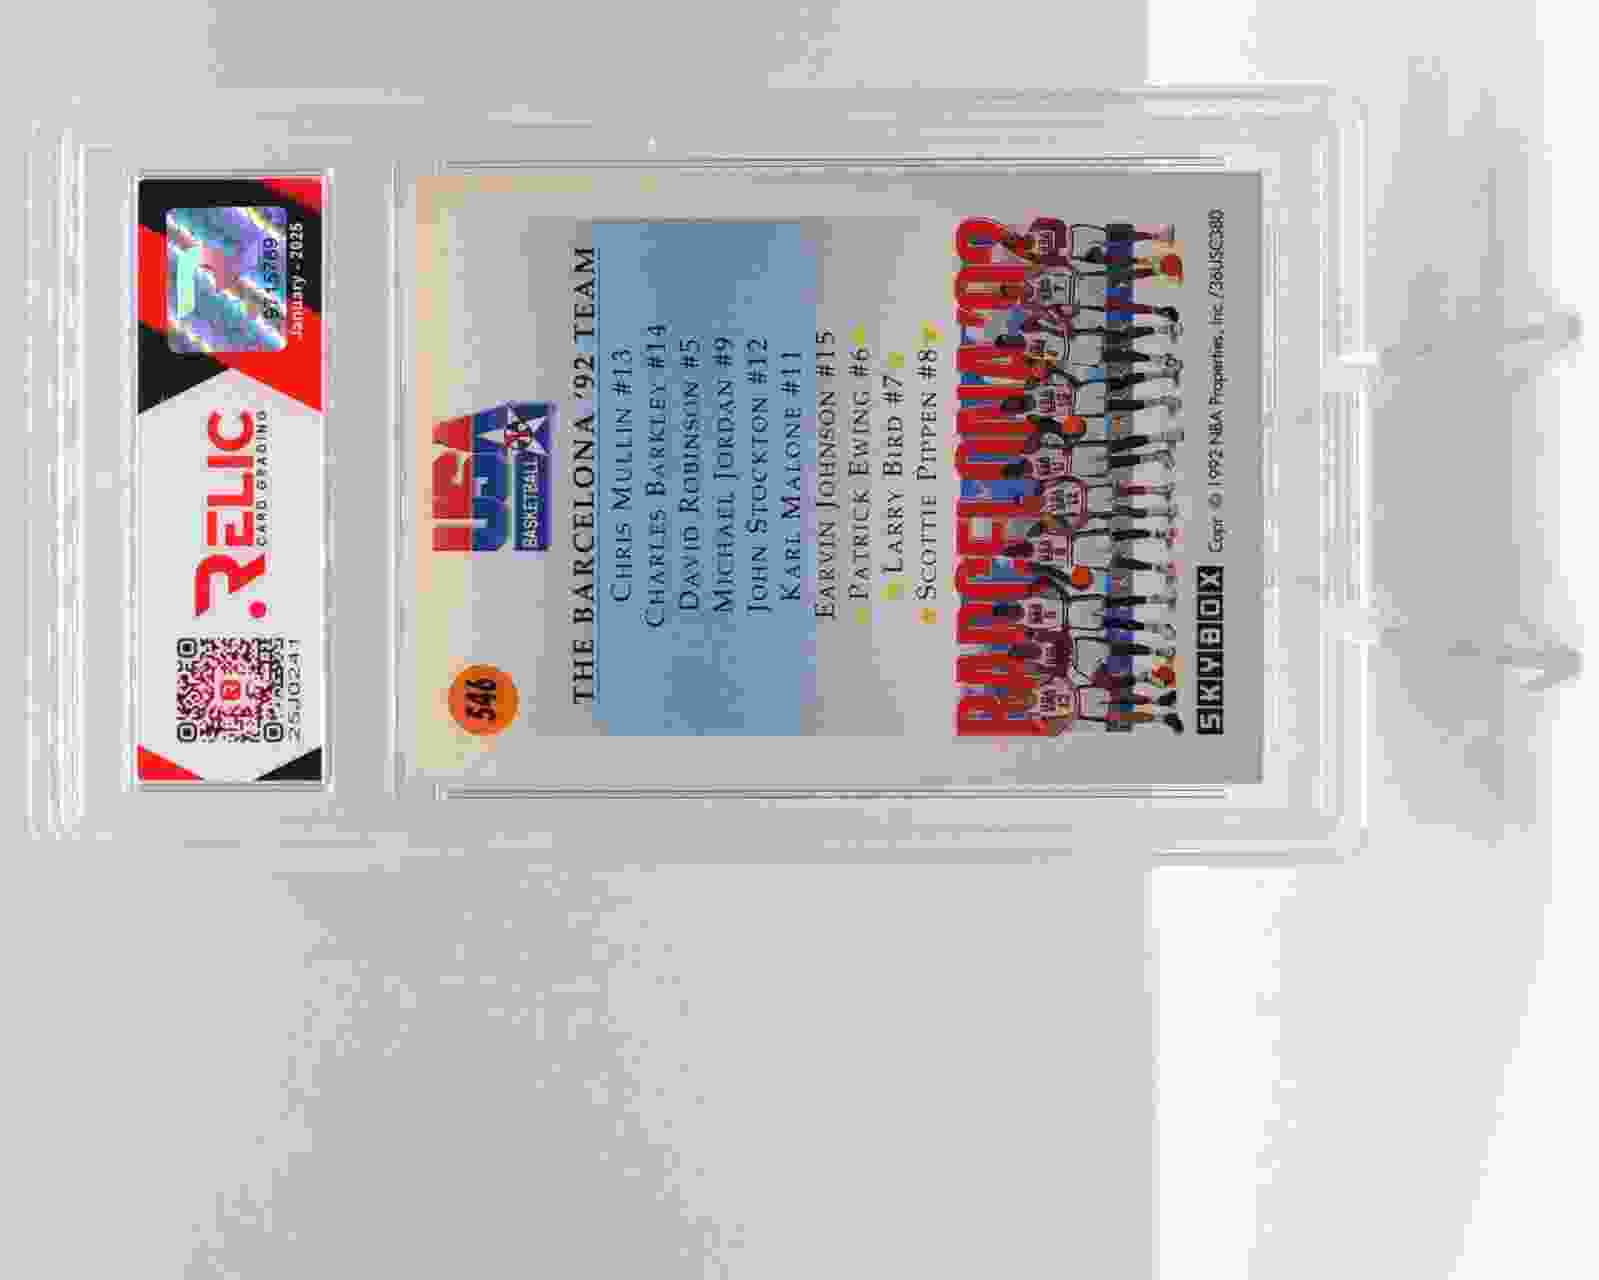 RELIC
CARD GRADING
25J0241
January - 2025
USA
BASKETBALL
546
THE BARCELONA '92 TEAM
CHRIS MULLIN #13
CHARLES BARKLEY #14
DAVID ROBINSON #5
MICHAEL JORDAN #9
JOHN STOCKTON #12
KARL MALONE #11
EARVIN JOHNSON #15
PATRICK EWING #6
LARRY BIRD #7
SCOTTIE PIPPEN #8
BARCELONA '92
SKYBOX Copr. © 1992 NBA Properties, Inc./36USC380